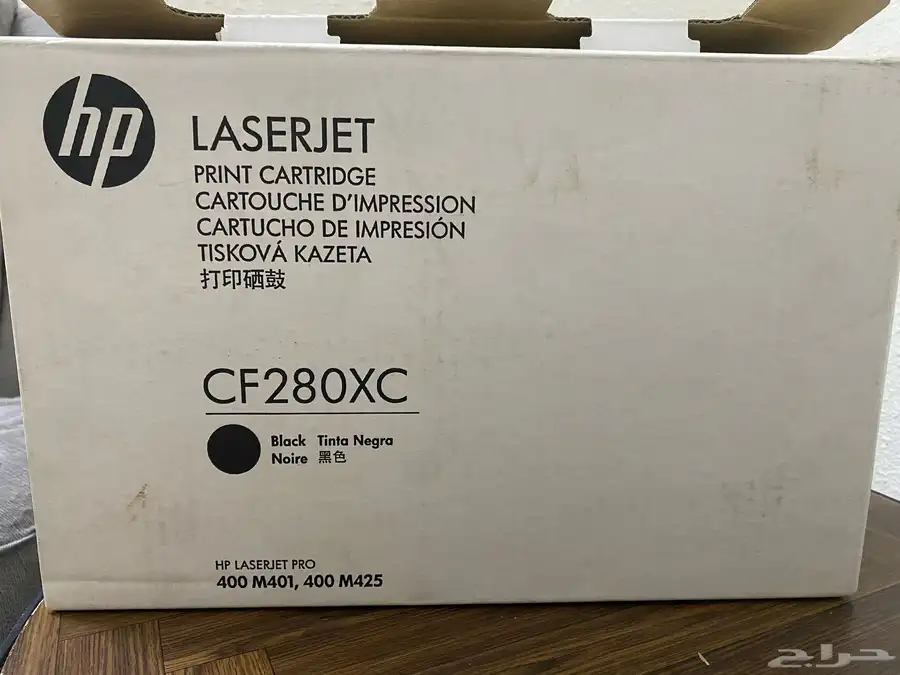 hp
LASERJET
PRINT CARTRIDGE
CARTOUCHE D'IMPRESSION
CARTUCHO DE IMPRESIÓN
TISKOVÁ KAZETA
打印硒鼓
CF280XC
Black Tinta Negra
Noire 黑色
HP LASERJET PRO
400 M401, 400 M425
حراج